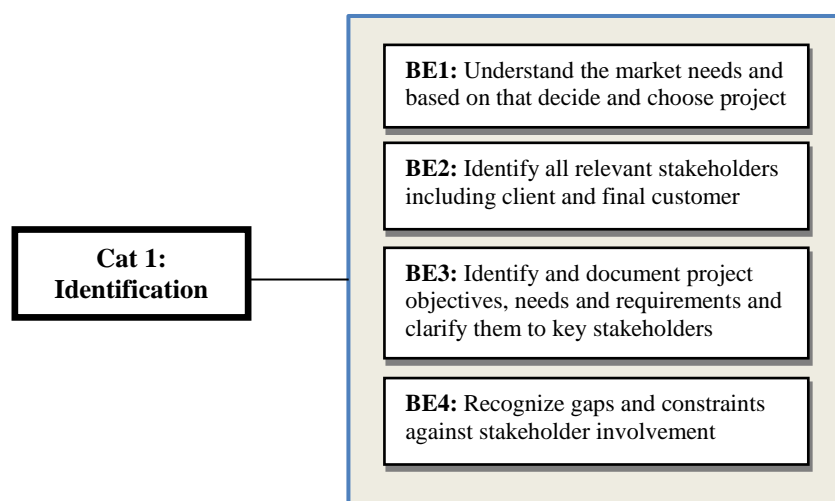 Cat 1:
Identification
BE1: Understand the market needs and
based on that decide and choose project
BE2: Identify all relevant stakeholders
including client and final customer
BE3: Identify and document project
objectives, needs and requirements and
clarify them to key stakeholders
BE4: Recognize gaps and constraints
against stakeholder involvement